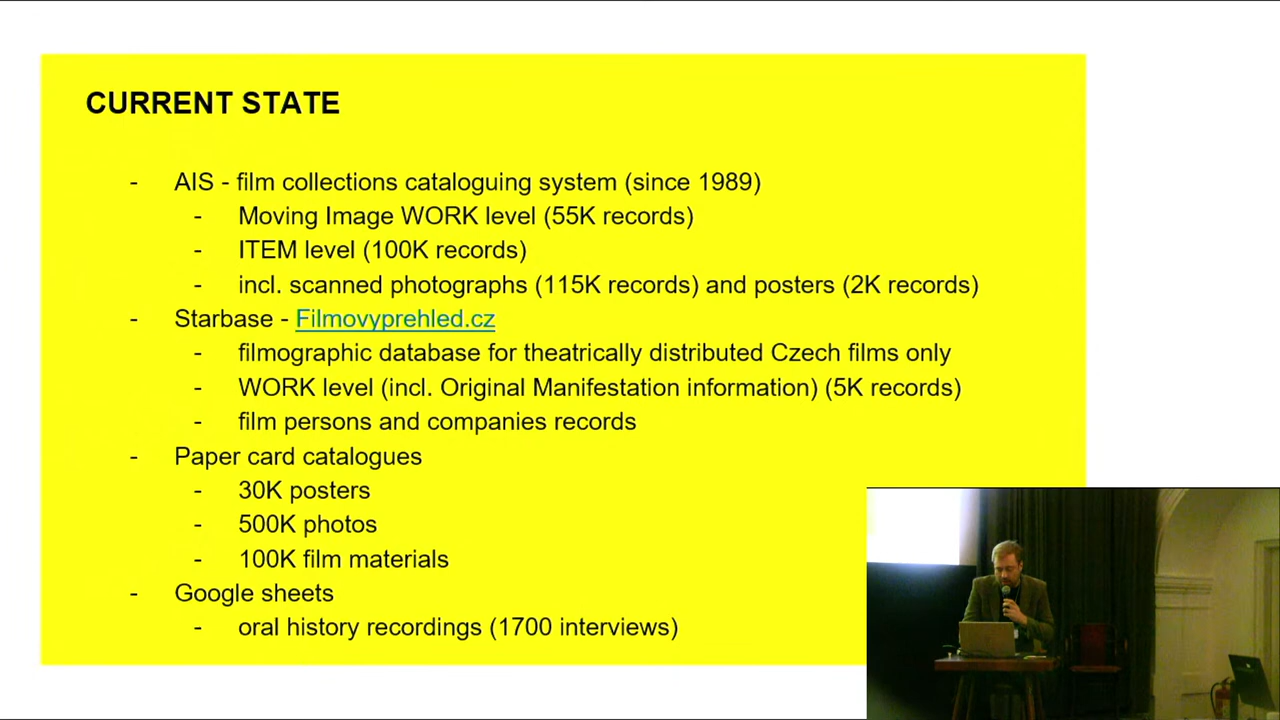 CURRENT STATE
- AIS - film collections cataloguing system (since 1989)
- Moving Image WORK level (55K records)
- ITEM level (100K records)
- incl. scanned photographs (115K records) and posters (2K records)
- Starbase - Filmovyprehled.cz
- filmographic database for theatrically distributed Czech films only
- WORK level (incl. Original Manifestation information) (5K records)
- film persons and companies records
- Paper card catalogues
- 30K posters
- 500K photos
- 100K film materials
- Google sheets
- oral history recordings (1700 interviews)